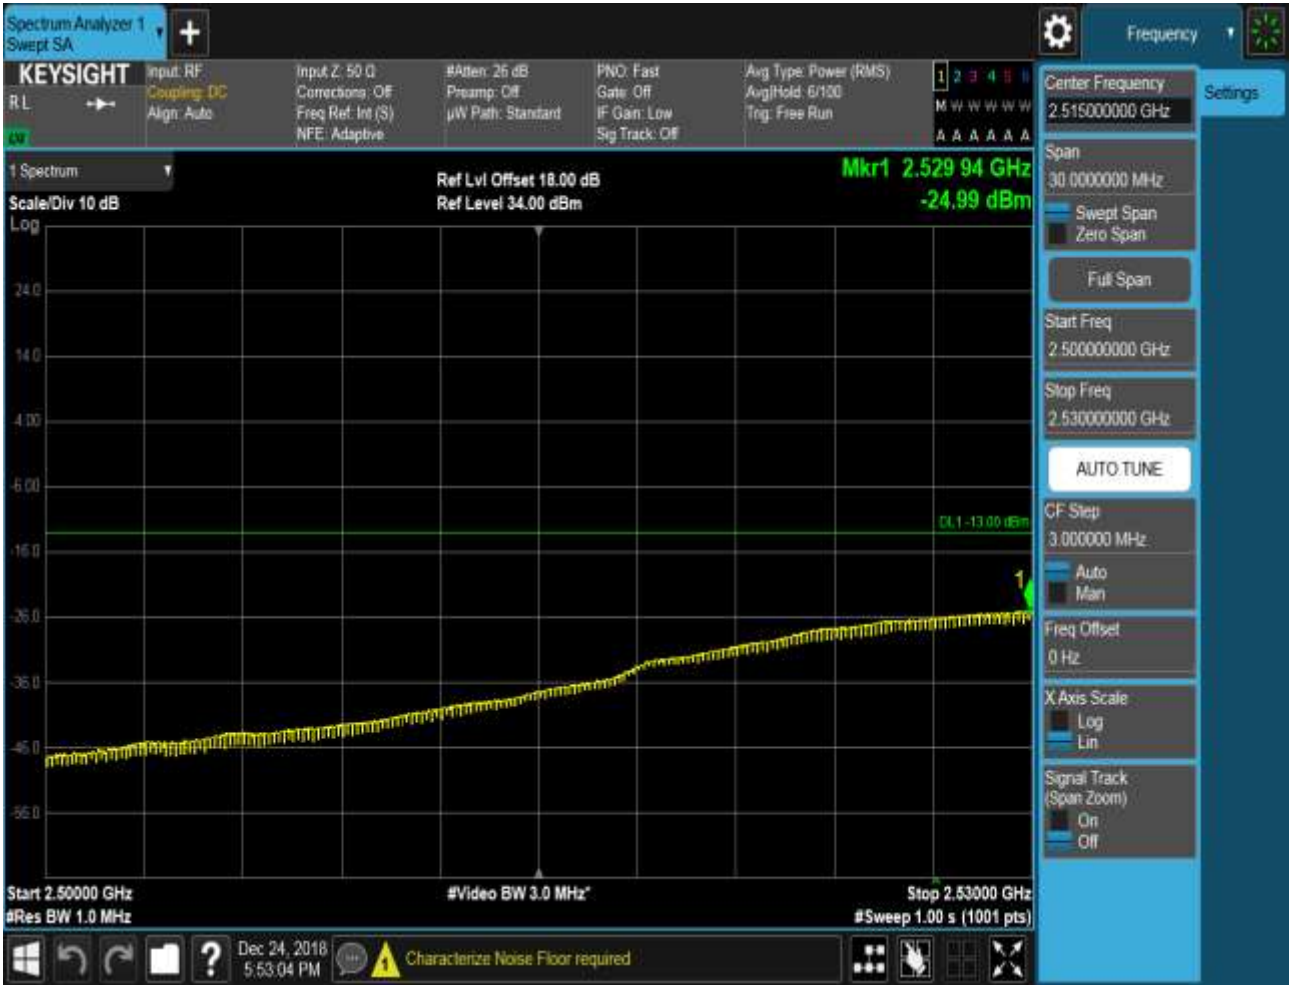 Spectrum Analyzer 1
Swept SA
+
Frequency
KEYSIGHT
RL
Input: RF
Coupling: DC
Align: Auto
Input Z: 50 Ω
Corrections: Off
Freq Ref: Int (S)
NFE: Adaptive
#Atten: 26 dB
Preamp: Off
µW Path: Standard
PNO: Fast
Gate: Off
IF Gain: Low
Sig Track: Off
Avg Type: Power (RMS)
Avg|Hold: 6/100
Trig: Free Run
1 2 3 4 5 6
M W W W W W
A A A A A A
1 Spectrum
Scale/Div 10 dB
Log
Ref Lvl Offset 18.00 dB
Ref Level 34.00 dBm
Mkr1 2.529 94 GHz
-24.99 dBm
24.0
14.0
4.00
-6.00
-16.0
-26.0
-36.0
-46.0
-56.0
DL1 -13.00 dBm
1
Start 2.50000 GHz
#Res BW 1.0 MHz
#Video BW 3.0 MHz*
Stop 2.53000 GHz
#Sweep 1.00 s (1001 pts)
?
Dec 24, 2018
5:53:04 PM
Characterize Noise Floor required
Center Frequency
2.515000000 GHz
Settings
Span
30.0000000 MHz
Swept Span
Zero Span
Full Span
Start Freq
2.500000000 GHz
Stop Freq
2.530000000 GHz
AUTO TUNE
CF Step
3.000000 MHz
Auto
Man
Freq Offset
0 Hz
X Axis Scale
Log
Lin
Signal Track
(Span Zoom)
On
Off